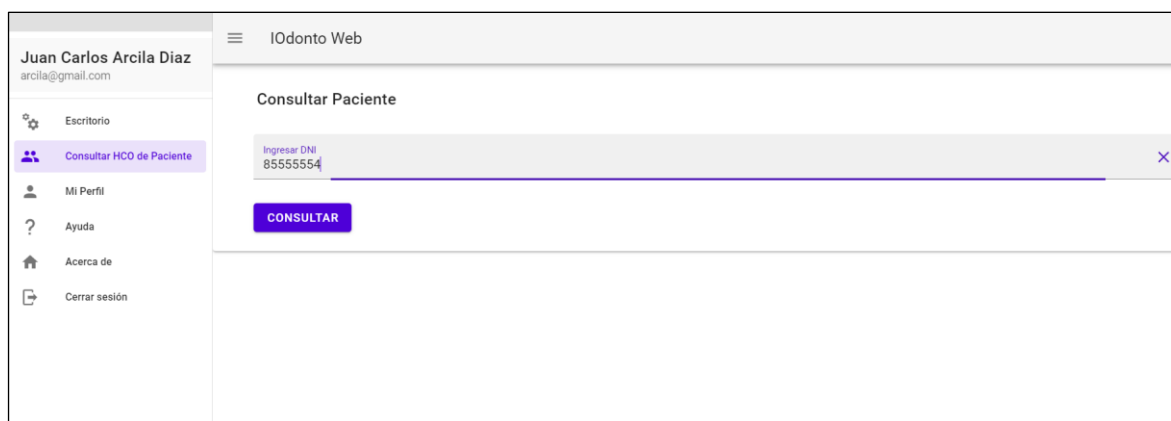 Juan Carlos Arcila Diaz
arcila@gmail.com
Escritorio
Consultar HCO de Paciente
Mi Perfil
Ayuda
Acerca de
Cerrar sesión
IOdonto Web
Consultar Paciente
Ingresar DNI
85555554
CONSULTAR